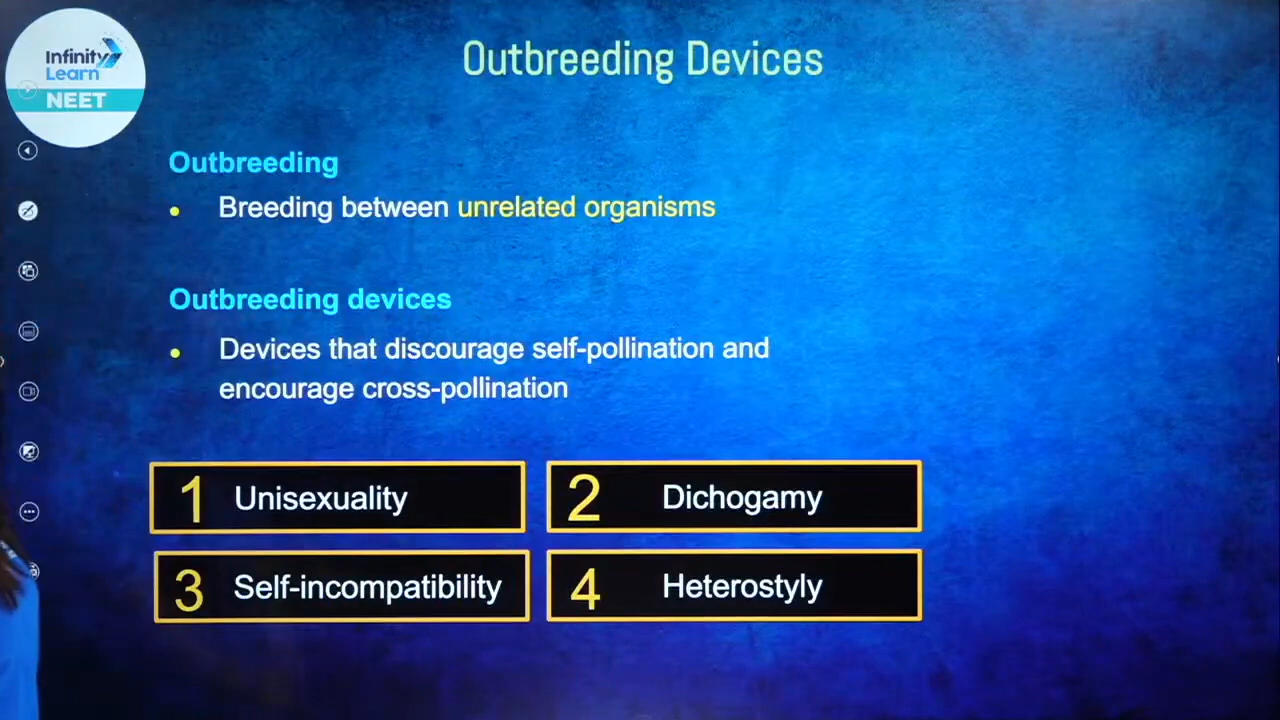 Infinity
Learn
NEET
Outbreeding Devices
Outbreeding
• Breeding between unrelated organisms
Outbreeding devices
• Devices that discourage self-pollination and
encourage cross-pollination
1 Unisexuality
2 Dichogamy
3 Self-incompatibility
4 Heterostyly